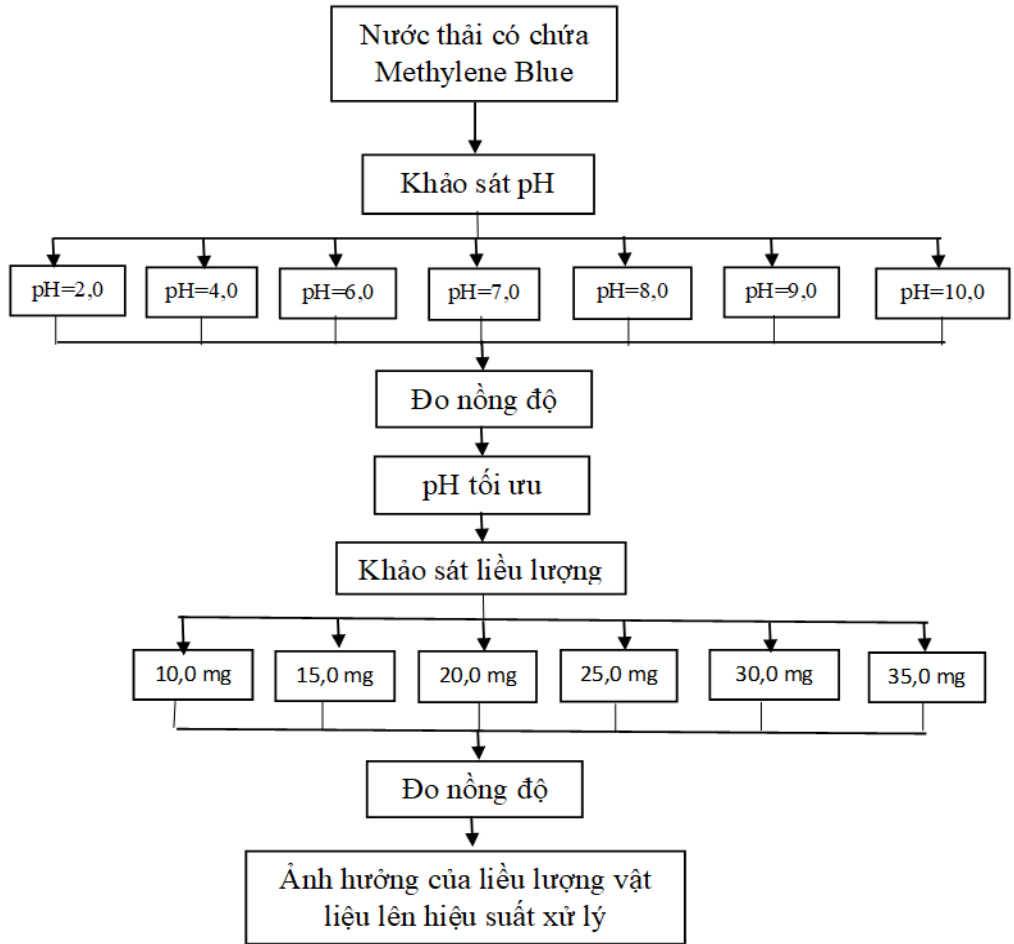 Nước thải có chứa
Methylene Blue
Khảo sát pH
pH=2,0
pH=4,0
pH=6,0
pH=7,0
pH=8,0
pH=9,0
pH=10,0
Đo nồng độ
pH tối ưu
Khảo sát liều lượng
10,0 mg
15,0 mg
20,0 mg
25,0 mg
30,0 mg
35,0 mg
Đo nồng độ
Ảnh hưởng của liều lượng vật
liệu lên hiệu suất xử lý